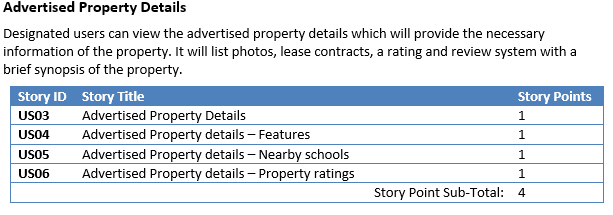 Advertised Property Details
Designated users can view the advertised property details which will provide the necessary
information of the property. It will list photos, lease contracts, a rating and review system with a
brief synopsis of the property.
Story ID Story Title Story Points
US03 Advertised Property Details 1
US04 Advertised Property details – Features 1
US05 Advertised Property details – Nearby schools 1
US06 Advertised Property details – Property ratings 1
Story Point Sub-Total: 4